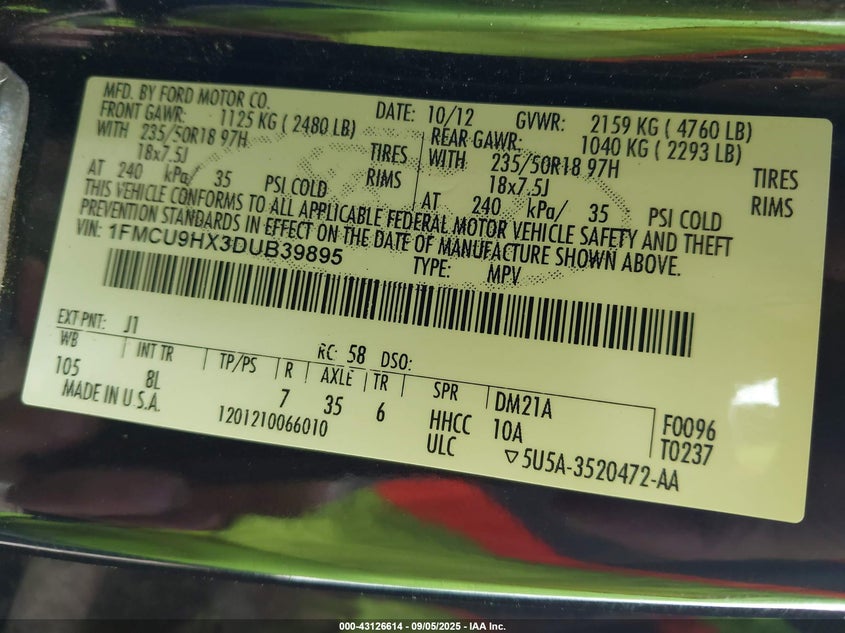 MFD. BY FORD MOTOR CO. DATE: 10/12 GVWR: 2159 KG ( 4760 LB)
FRONT GAWR: 1125 KG ( 2480 LB) REAR GAWR: 1040 KG ( 2293 LB)
WITH 235/50R18 97H TIRES WITH 235/50R18 97H TIRES
18x7.5J RIMS 18x7.5J RIMS
AT 240 kPa/ 35 PSI COLD AT 240 kPa/ 35 PSI COLD
THIS VEHICLE CONFORMS TO ALL APPLICABLE FEDERAL MOTOR VEHICLE SAFETY AND THEFT
PREVENTION STANDARDS IN EFFECT ON THE DATE OF MANUFACTURE SHOWN ABOVE.
VIN: 1FMCU9HX3DUB39895 TYPE: MPV
EXT PNT: J1 RC: 58 DSO:
WB INT TR TP/PS R AXLE TR SPR DM21A F0096
105 8L 7 35 6 HHCC 10A T0237
MADE IN U.S.A. 1201210066010 ULC ▽5U5A-3520472-AA
000-43126614 - 09/05/2025 - IAA Inc.